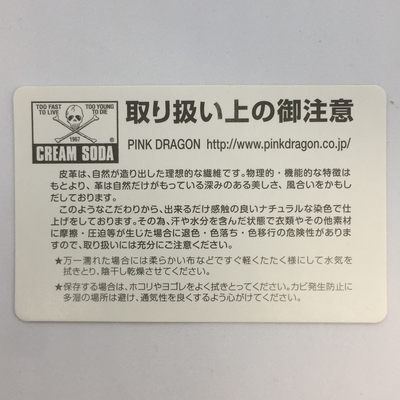 TOO FAST TO LIVE
TOO YOUNG TO DIE
1967
CREAM SODA
®
取り扱い上の御注意
PINK DRAGON http://www.pinkdragon.co.jp/
皮革は、自然が造り出した理想的な繊維です。物理的・機能的な特徴は
もとより、革は自然だけがもっている深みのある美しさ、風合いをかもし
だしております。
このようなこだわりから、出来るだけ感触の良いナチュラルな染色で仕
上げをしております。その為、汗や水分を含んだ状態で衣類やその他素材
に摩擦・圧迫等が生じた場合に退色・色落ち・色移行の危険性がありま
すので、取り扱いには充分にご注意ください。
★万一濡れた場合には柔らかい布などですぐ軽くたたく様にして水気を
拭きとり、陰干し乾燥させてください。
★保存する場合は、ホコリやヨゴレをよく拭きとってください。カビ発生防止に
多湿の場所は避け、通気性を良くするよう心がけてください。